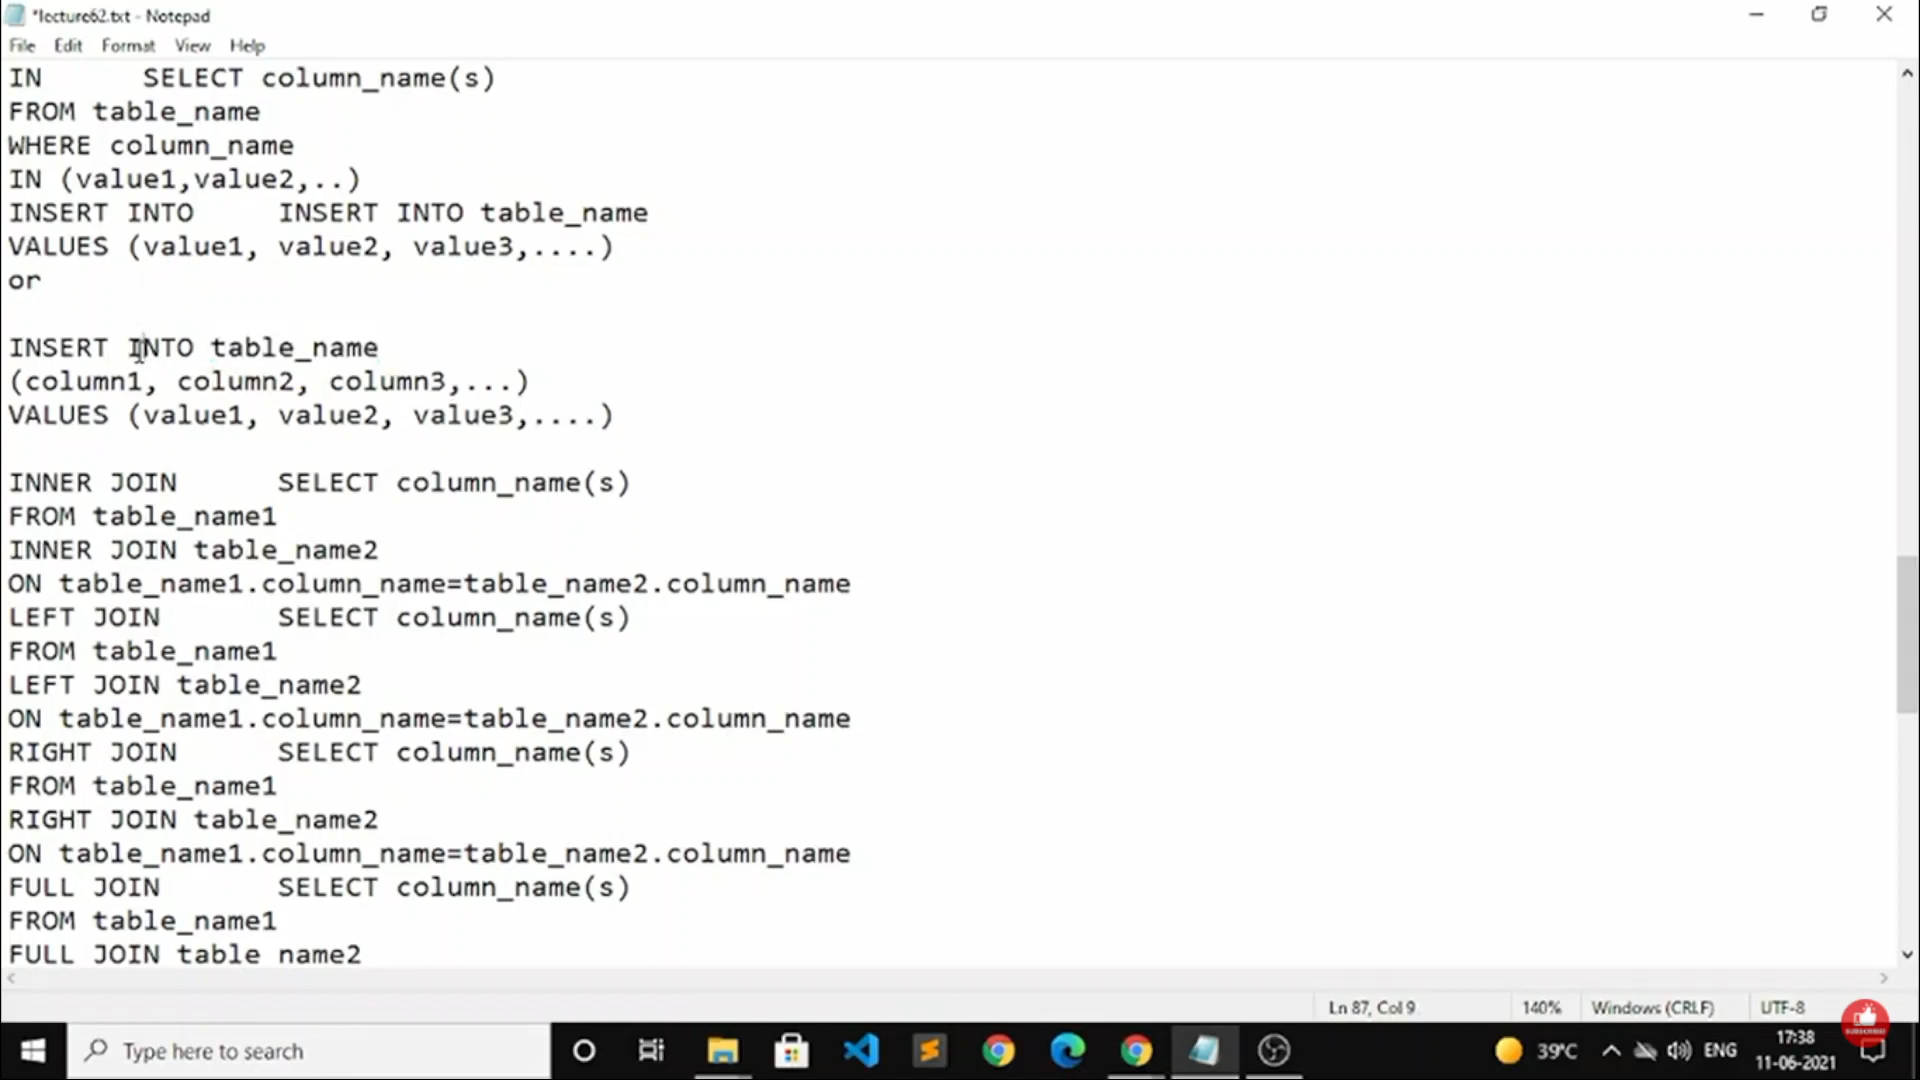 *lecture62.txt - Notepad
File Edit Format View Help
IN      SELECT column_name(s)
FROM table_name
WHERE column_name
IN (value1,value2,..)
INSERT INTO     INSERT INTO table_name
VALUES (value1, value2, value3,....)
or
INSERT INTO table_name
(column1, column2, column3,...)
VALUES (value1, value2, value3,....)
INNER JOIN      SELECT column_name(s)
FROM table_name1
INNER JOIN table_name2
ON table_name1.column_name=table_name2.column_name
LEFT JOIN       SELECT column_name(s)
FROM table_name1
LEFT JOIN table_name2
ON table_name1.column_name=table_name2.column_name
RIGHT JOIN      SELECT column_name(s)
FROM table_name1
RIGHT JOIN table_name2
ON table_name1.column_name=table_name2.column_name
FULL JOIN       SELECT column_name(s)
FROM table_name1
FULL JOIN table name2
Ln 87, Col 9 140% Windows (CRLF) UTF-8
Type here to search 39°C ENG 17:38
11-06-2021